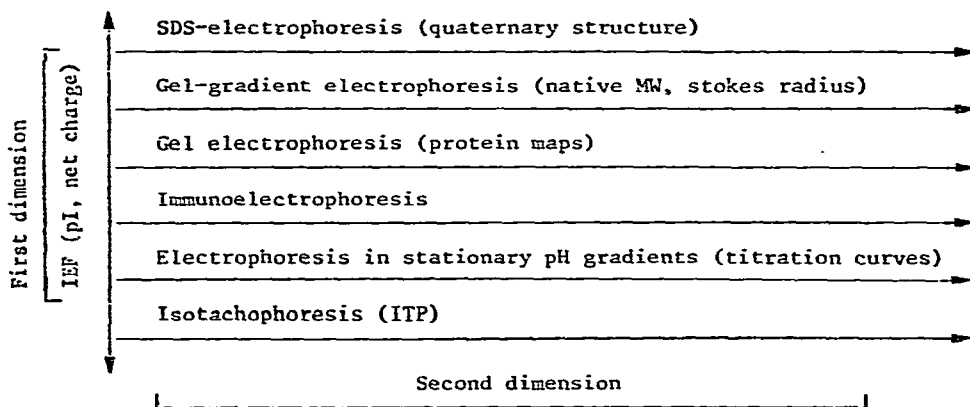 SDS-electrophoresis (quaternary structure)
Gel-gradient electrophoresis (native MW, stokes radius)
Gel electrophoresis (protein maps)
Immunoelectrophoresis
Electrophoresis in stationary pH gradients (titration curves)
Isotachophoresis (ITP)
First dimension
IEF (pI, net charge)
Second dimension